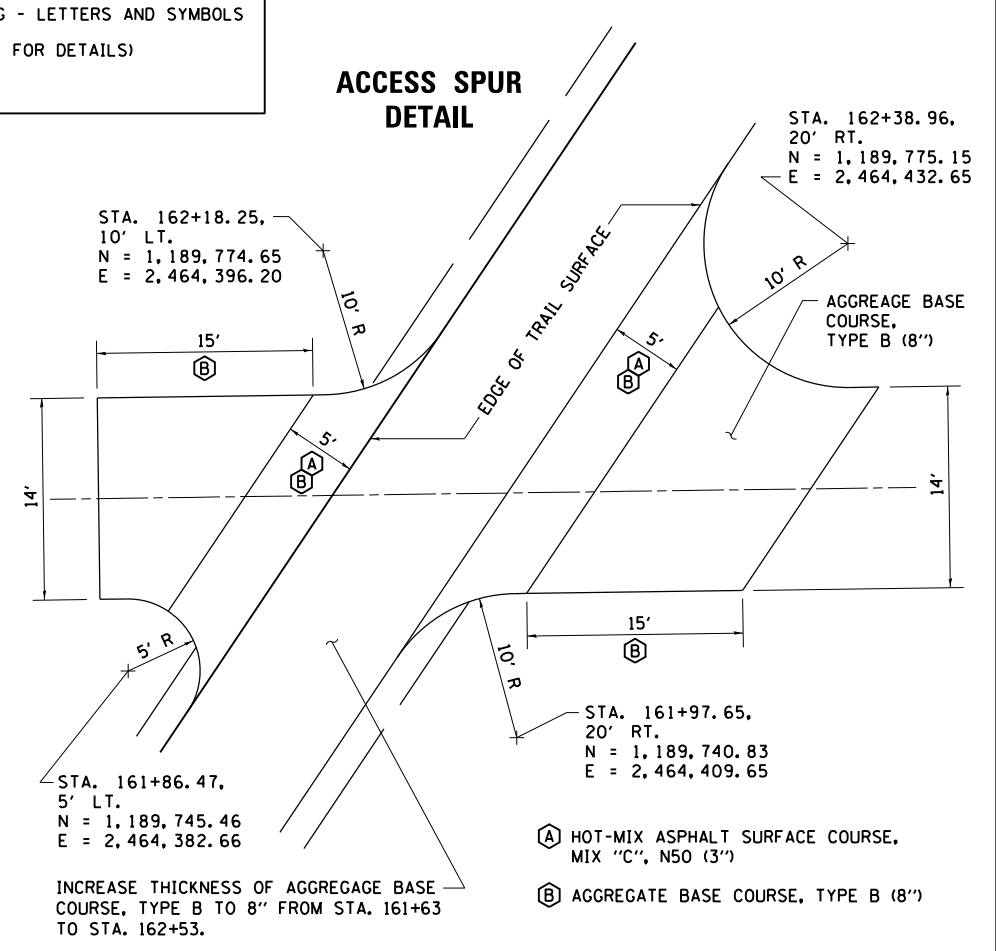 G - LETTERS AND SYMBOLS
FOR DETAILS)
ACCESS SPUR
DETAIL
STA. 162+38.96,
20' RT.
N = 1,189,775.15
E = 2,464,432.65
STA. 162+18.25,
10' LT.
N = 1,189,774.65
E = 2,464,396.20
10' R
10' R
EDGE OF TRAIL SURFACE
AGGREAGE BASE
COURSE,
TYPE B (8")
15'
B
5'
A
B
5'
A
B
14'
14'
5' R
10' R
15'
B
STA. 161+97.65,
20' RT.
N = 1,189,740.83
E = 2,464,409.65
STA. 161+86.47,
5' LT.
N = 1,189,745.46
E = 2,464,382.66
A HOT-MIX ASPHALT SURFACE COURSE,
MIX "C", N50 (3")
B AGGREGATE BASE COURSE, TYPE B (8")
INCREASE THICKNESS OF AGGREGAGE BASE
COURSE, TYPE B TO 8" FROM STA. 161+63
TO STA. 162+53.